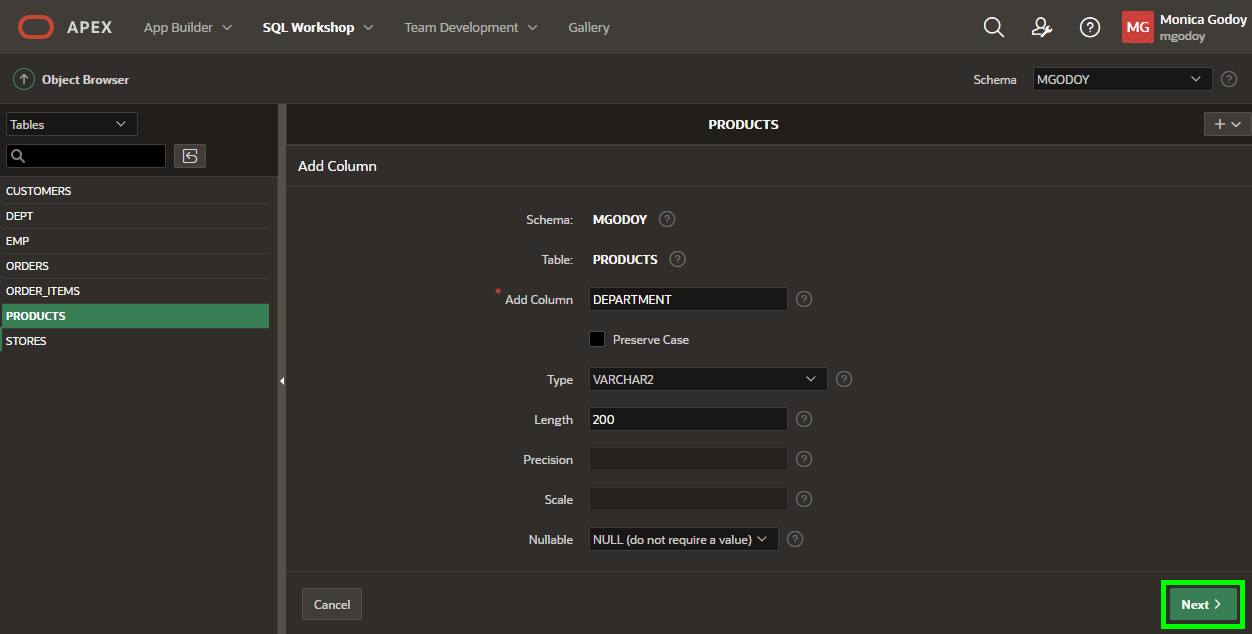 APEX App Builder SQL Workshop Team Development Gallery MG Monica Godoy
mgodoy
Object Browser Schema MGODOY
Tables
CUSTOMERS
DEPT
EMP
ORDERS
ORDER_ITEMS
PRODUCTS
STORES
PRODUCTS
Add Column
Schema: MGODOY
Table: PRODUCTS
* Add Column DEPARTMENT
Preserve Case
Type VARCHAR2
Length 200
Precision
Scale
Nullable NULL (do not require a value)
Cancel Next